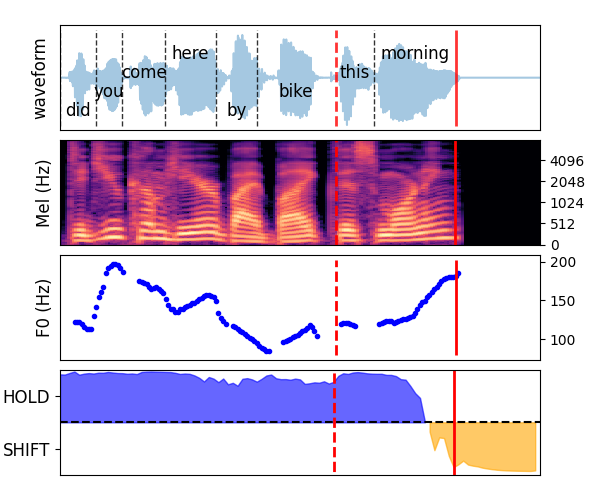 waveform
did you come here by bike this morning
Mel (Hz)
4096
2048
1024
512
0
F0 (Hz)
200
150
100
HOLD
SHIFT